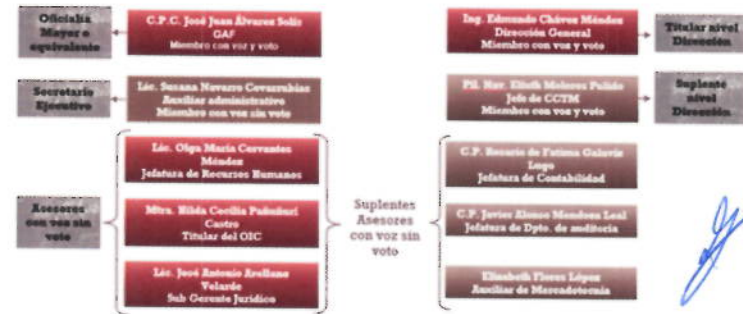 Oficialía
Mayor o
equivalente
C.P.C. José Juan Álvarez Solís
GAF
Miembro con voz y voto
Ing. Edmundo Chávez Méndez
Dirección General
Miembro con voz y voto
Titular nivel
Dirección
Secretario
Ejecutivo
Lic. Susana Navarro Covarrubias
Auxiliar administrativo
Miembro con voz sin voto
Pil. Nav. Elioth Meleros Pulido
Jefe de CCTM
Miembro con voz y voto
Suplente
nivel
Dirección
Asesores
con voz sin
voto
Lic. Olga María Cervantes
Méndez
Jefatura de Recursos Humanos
Mtra. Hilda Cecilia
Castro
Titular del OIC
Lic. José Antonio Arellano
Velarde
Sub Gerente Jurídico
Suplentes
Asesores
con voz sin
voto
C.P. Rosario de Fatima Galaviz
Lugo
Jefatura de Contabilidad
C.P. Javier Alonso Mendoza Leal
Jefatura de Dpto. de auditoría
Elizabeth Flores López
Auxiliar de Mercadotecnia